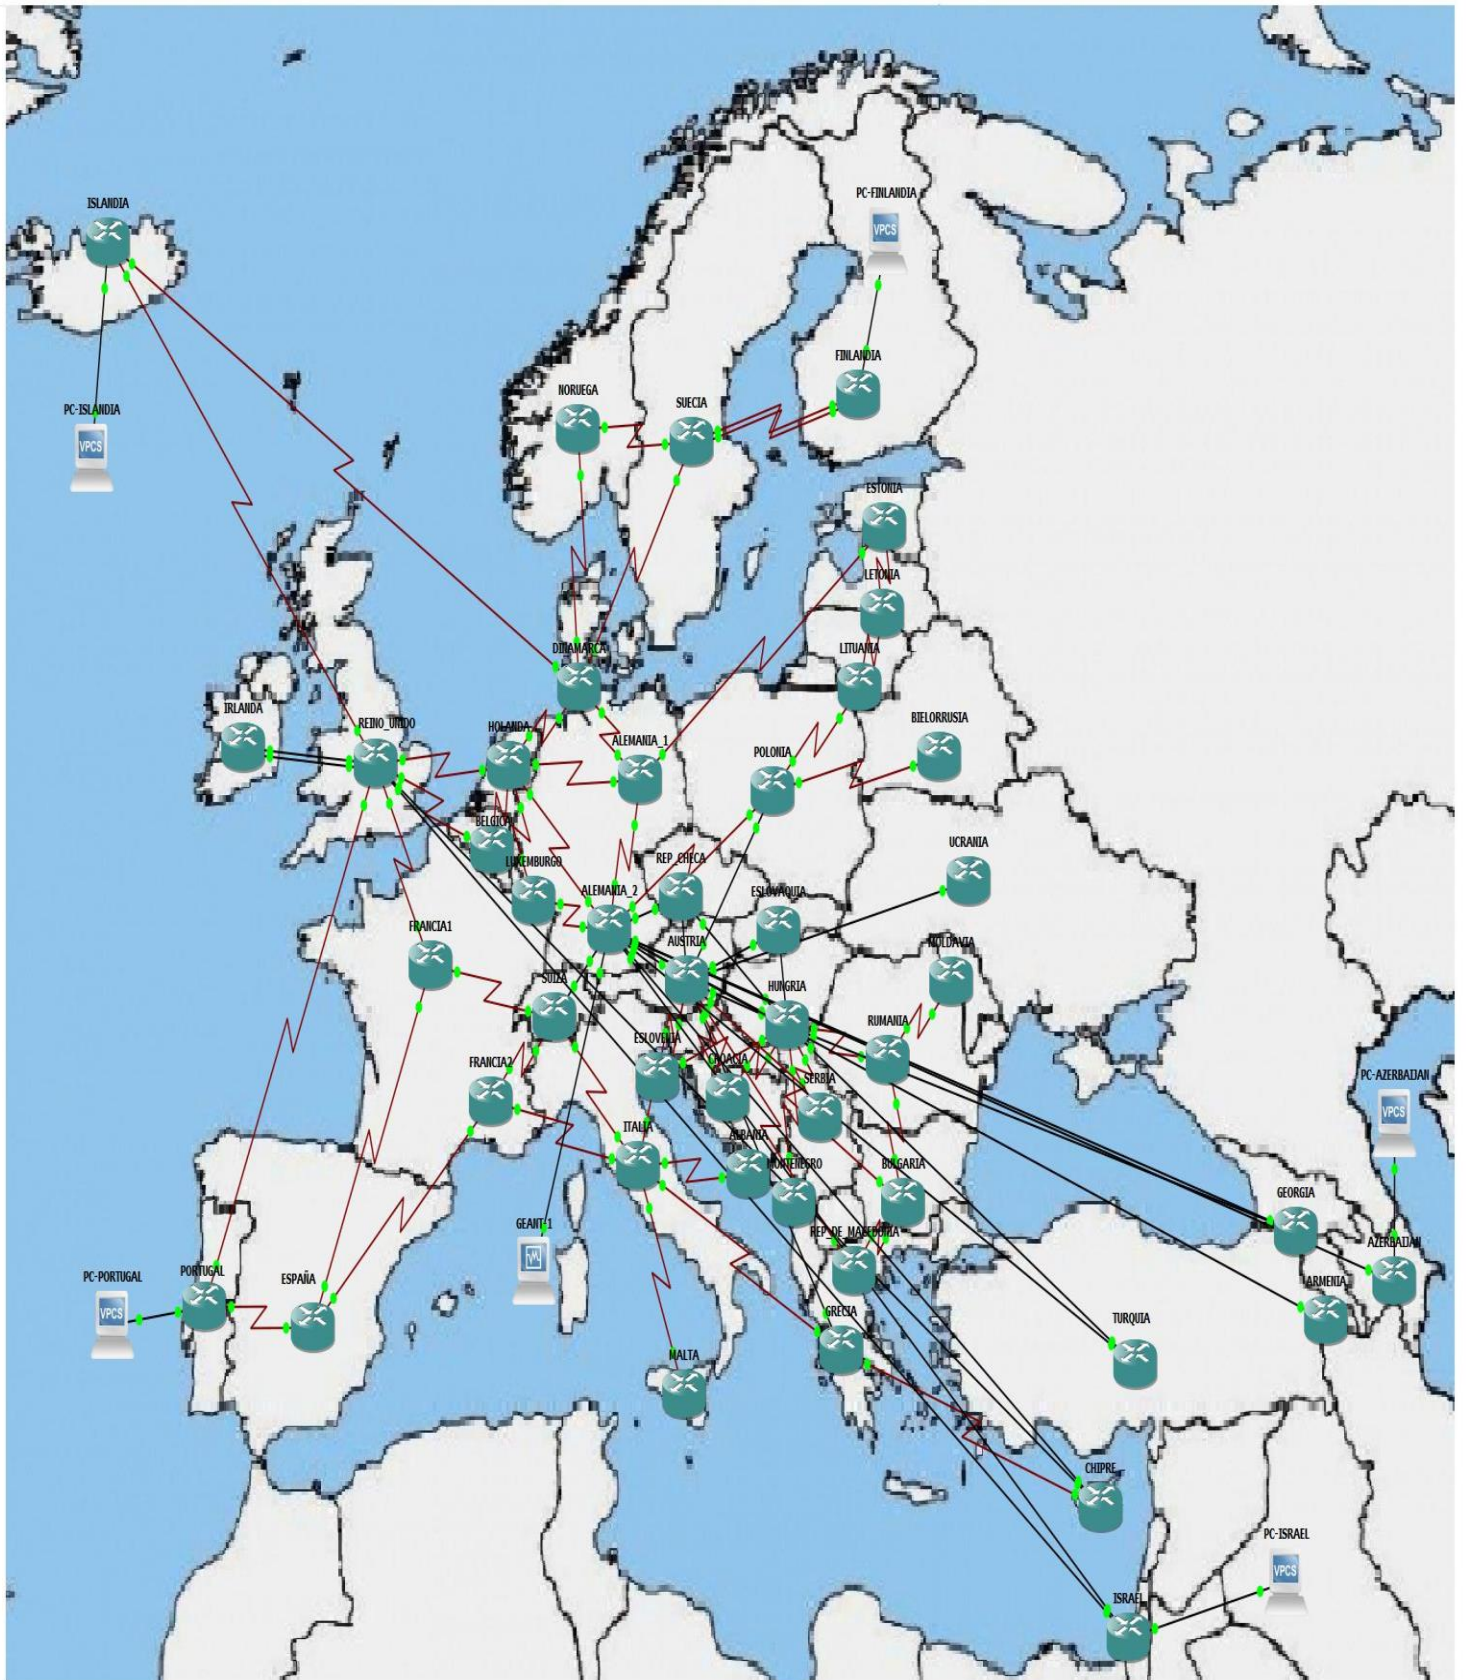 ISLANDIA
PC-FINLANDIA
VPCS
FINLANDIA
NORUEGA
SUECIA
PC-ISLANDIA
VPCS
ESTONIA
LETONIA
DINAMARCA
LITUANIA
IRLANDA
REINO_UNIDO
HOLANDA
ALEMANIA_1
BIELORRUSIA
POLONIA
BELGICA
LUXEMBURGO
REP_CHECA
UCRANIA
ALEMANIA_2
ESLOVAQUIA
FRANCIA1
AUSTRIA
MOLDAVIA
SUIZA
HUNGRIA
RUMANIA
ESLOVENIA
CROACIA
FRANCIA2
SERBIA
PC-AZERBAIJAN
VPCS
ITALIA
ALBANIA
MONTENEGRO
BULGARIA
GEORGIA
GEANT-1
REP_DE_MACEDONIA
AZERBAIJAN
PC-PORTUGAL
VPCS
PORTUGAL
ESPAÑA
ARMENIA
GRECIA
TURQUIA
MALTA
CHIPRE
PC-ISRAEL
VPCS
ISRAEL